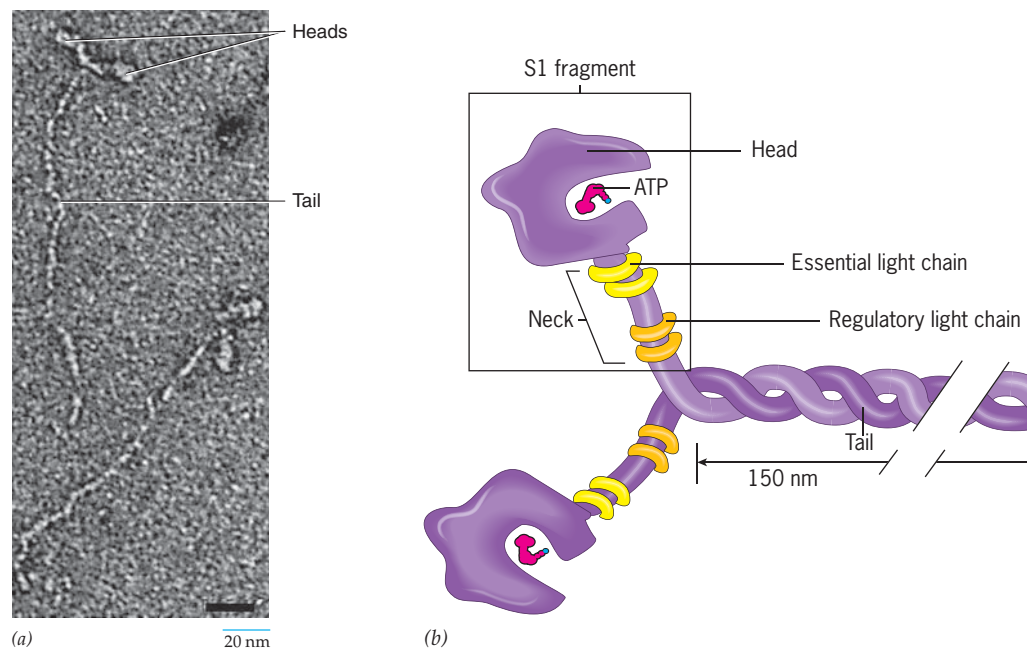 Heads
Tail
(a)
20 nm
S1 fragment
Head
ATP
Essential light chain
Neck
Regulatory light chain
Tail
150 nm
(b)